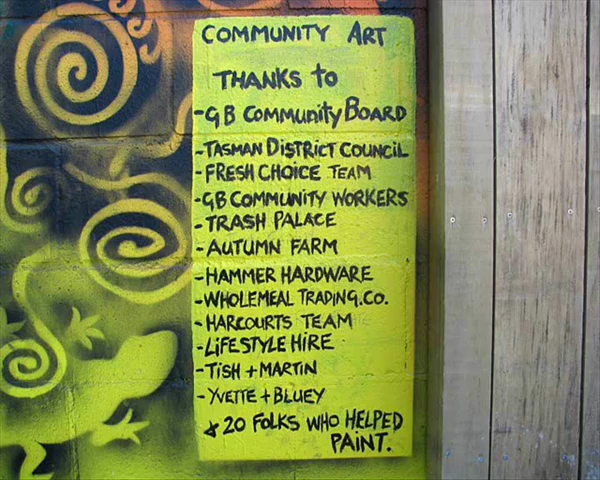 COMMUNITY ART
THANKS to
-GB COMMUNITY BOARD
-TASMAN DISTRICT COUNCIL
-FRESH CHOICE TEAM
-GB COMMUNITY WORKERS
-TRASH PALACE
-AUTUMN FARM
-HAMMER HARDWARE
-WHOLEMEAL TRADING.CO.
-HARCOURTS TEAM
-LiFESTYLE HIRE
-TiSH + MARTIN
-YVETTE + BLUEY
& 20 FOLKS WHO HELPED
PAINT.